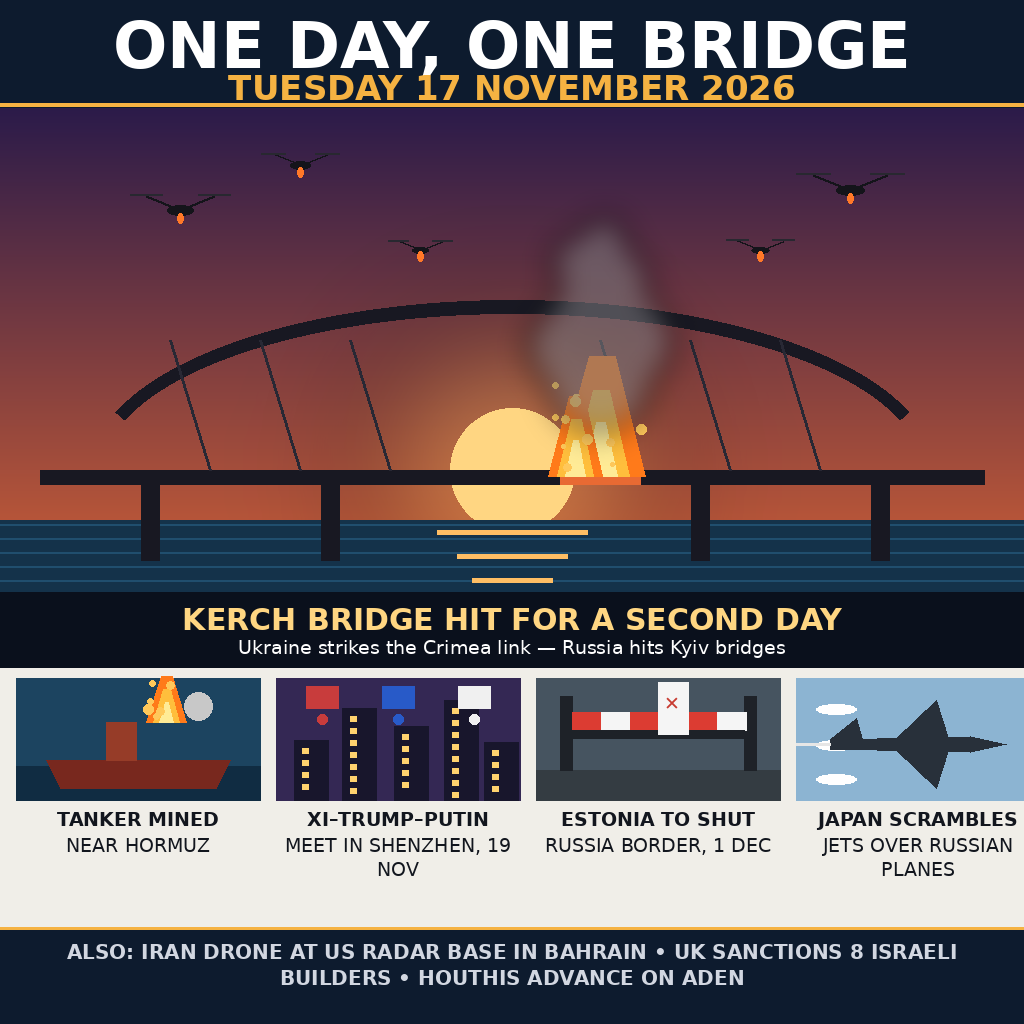 ONE DAY, ONE BRIDGE
TUESDAY 17 NOVEMBER 2026
KERCH BRIDGE HIT FOR A SECOND DAY
Ukraine strikes the Crimea link — Russia hits Kyiv bridges
TANKER MINED
NEAR HORMUZ
XI–TRUMP–PUTIN
MEET IN SHENZHEN, 19
NOV
ESTONIA TO SHUT
RUSSIA BORDER, 1 DEC
JAPAN SCRAMBLES
JETS OVER RUSSIAN
PLANES
ALSO: IRAN DRONE AT US RADAR BASE IN BAHRAIN • UK SANCTIONS 8 ISRAELI
BUILDERS • HOUTHIS ADVANCE ON ADEN